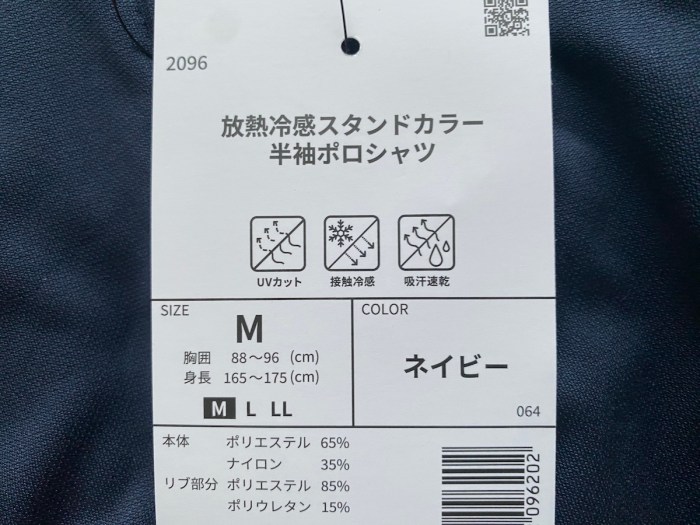 2096
放熱冷感スタンドカラー
半袖ポロシャツ
UVカット 接触冷感 吸汗速乾
SIZE
M
胸囲 88～96 (cm)
身長 165～175(cm)
M L LL
COLOR
ネイビー
064
本体 ポリエステル 65%
ナイロン 35%
リブ部分 ポリエステル 85%
ポリウレタン 15%
096202